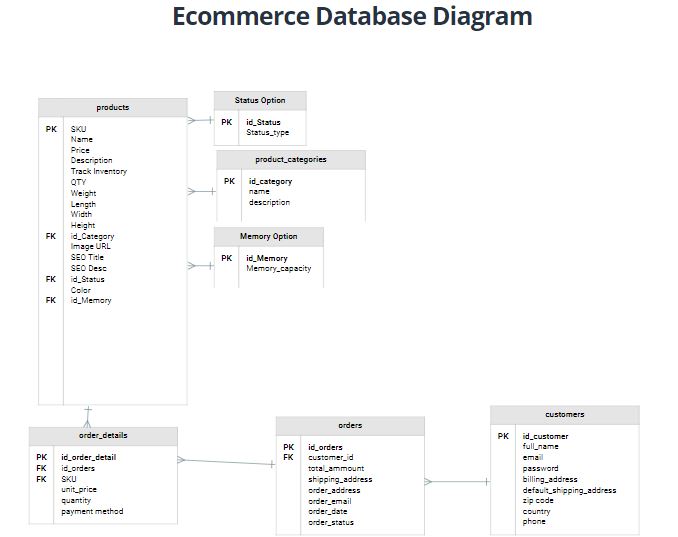 Ecommerce Database Diagram
products
PK SKU
Name
Price
Description
Track Inventory
QTY
Weight
Length
Width
Height
FK id_Category
Image URL
SEO Title
SEO Desc
FK id_Status
Color
FK id_Memory
Status Option
PK id_Status
Status_type
product_categories
PK id_category
name
description
Memory Option
PK id_Memory
Memory_capacity
order_details
PK id_order_detail
FK id_orders
FK SKU
unit_price
quantity
payment method
orders
PK id_orders
FK customer_id
total_ammount
shipping_address
order_address
order_email
order_date
order_status
customers
PK id_customer
full_name
email
password
billing_address
default_shipping_address
zip code
country
phone